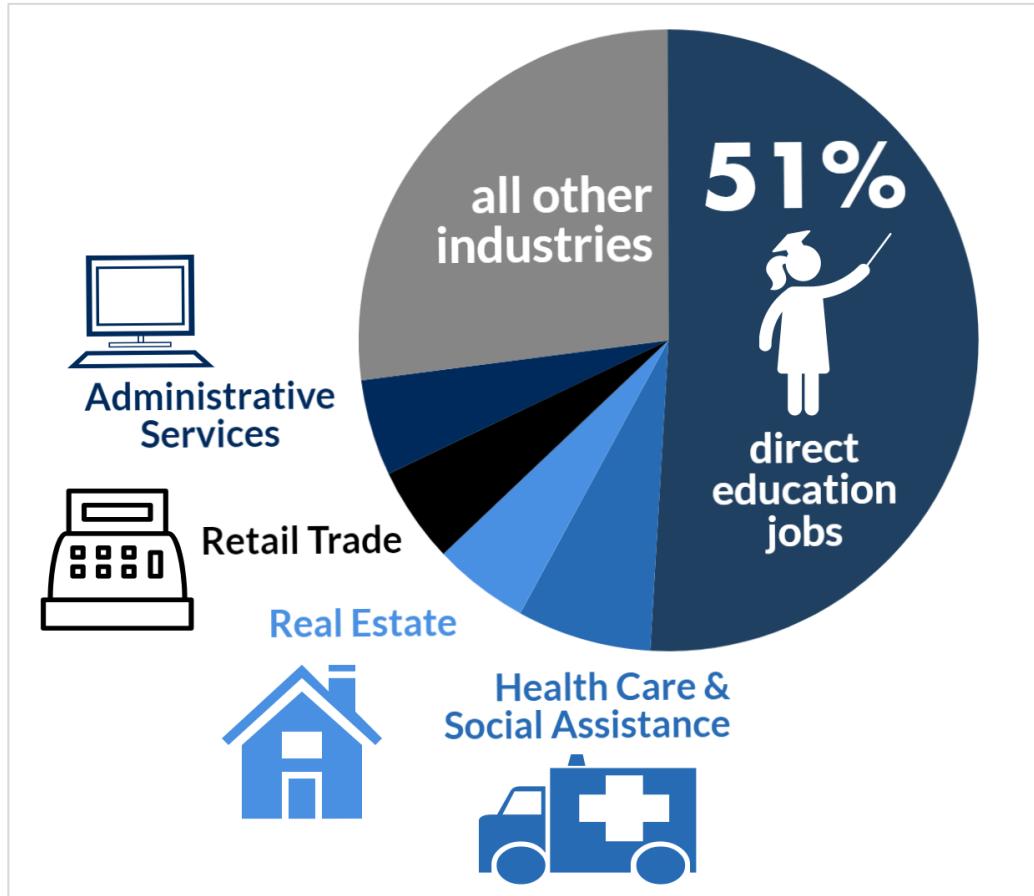 51%
direct
education
jobs
all other
industries
Administrative
Services
Retail Trade
Real Estate
Health Care &
Social Assistance